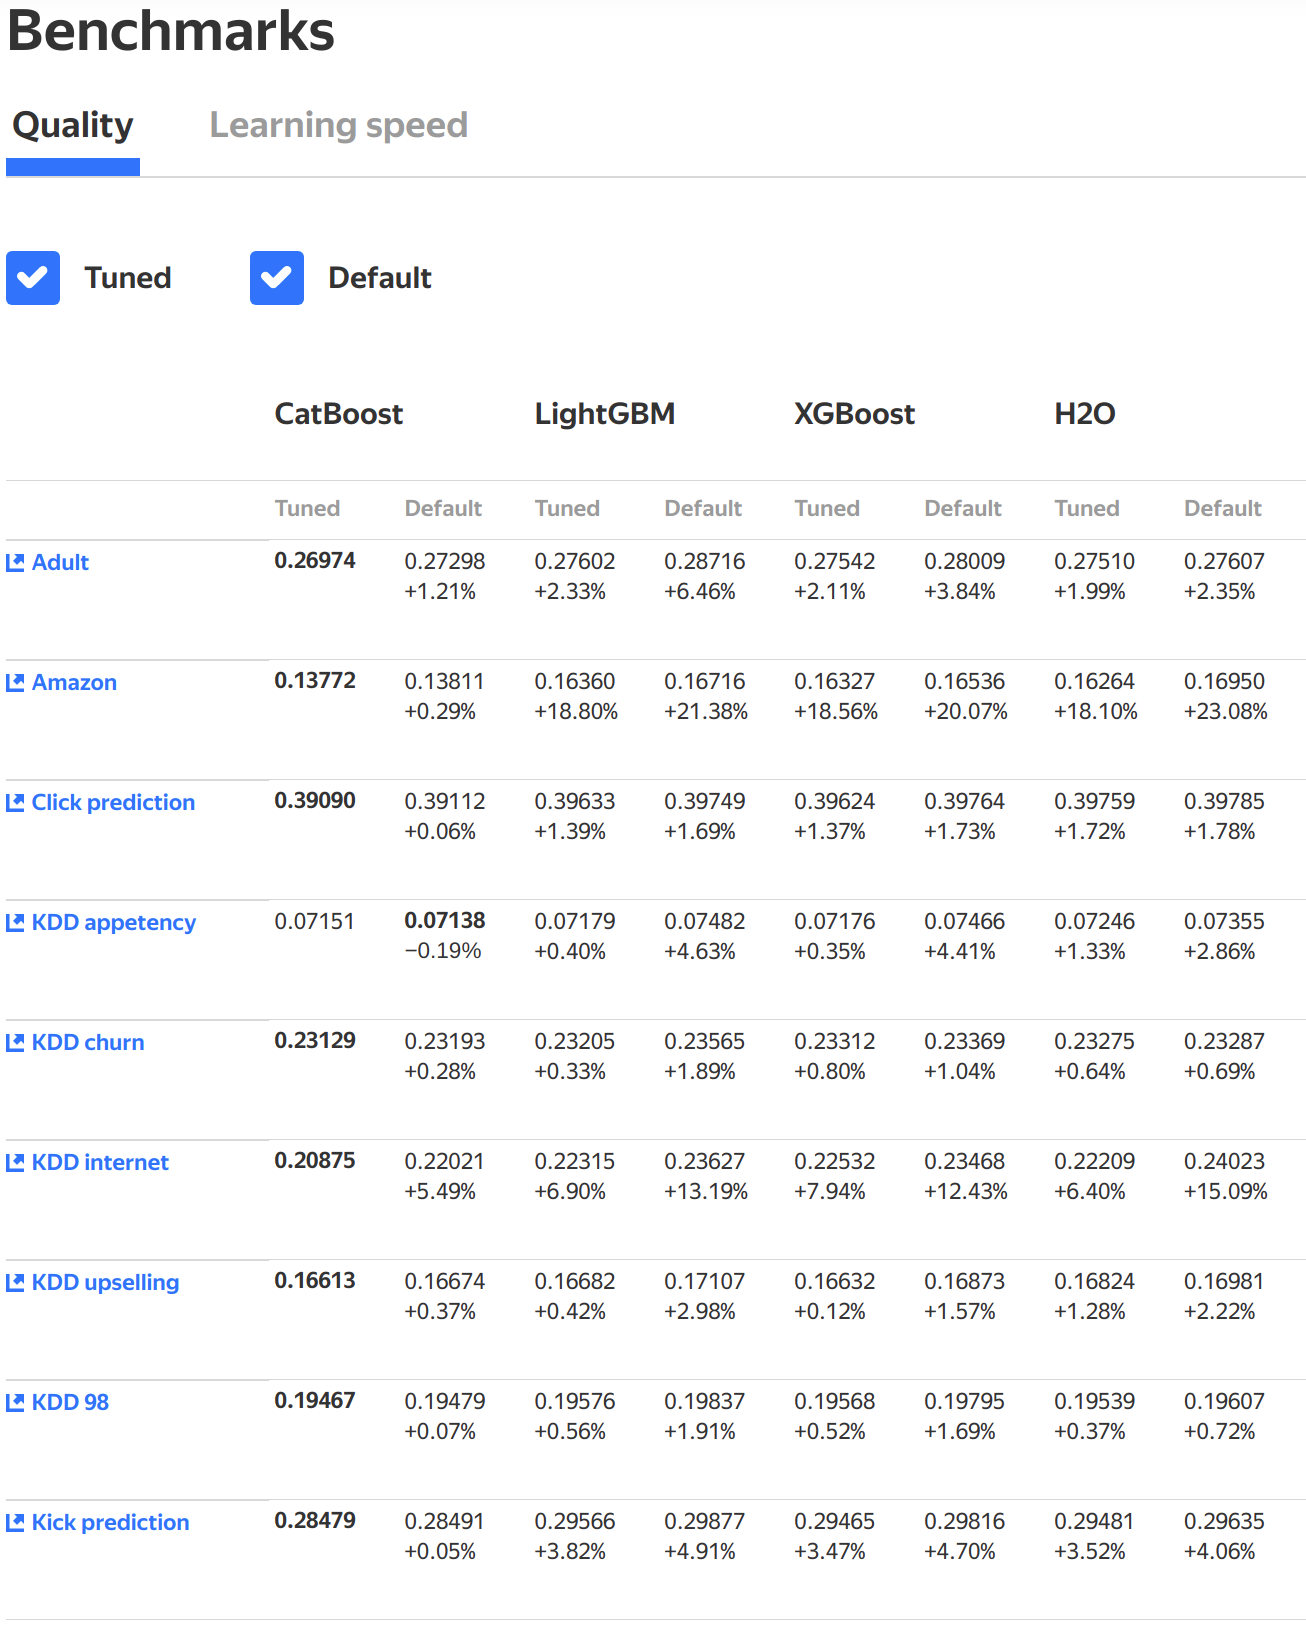 Benchmarks
Quality Learning speed
Tuned Default
CatBoost LightGBM XGBoost H2O
Tuned Default Tuned Default Tuned Default Tuned Default
Adult 0.26974 0.27298 0.27602 0.28716 0.27542 0.28009 0.27510 0.27607
+1.21% +2.33% +6.46% +2.11% +3.84% +1.99% +2.35%
Amazon 0.13772 0.13811 0.16360 0.16716 0.16327 0.16536 0.16264 0.16950
+0.29% +18.80% +21.38% +18.56% +20.07% +18.10% +23.08%
Click prediction 0.39090 0.39112 0.39633 0.39749 0.39624 0.39764 0.39759 0.39785
+0.06% +1.39% +1.69% +1.37% +1.73% +1.72% +1.78%
KDD appetency 0.07151 0.07138 0.07179 0.07482 0.07176 0.07466 0.07246 0.07355
−0.19% +0.40% +4.63% +0.35% +4.41% +1.33% +2.86%
KDD churn 0.23129 0.23193 0.23205 0.23565 0.23312 0.23369 0.23275 0.23287
+0.28% +0.33% +1.89% +0.80% +1.04% +0.64% +0.69%
KDD internet 0.20875 0.22021 0.22315 0.23627 0.22532 0.23468 0.22209 0.24023
+5.49% +6.90% +13.19% +7.94% +12.43% +6.40% +15.09%
KDD upselling 0.16613 0.16674 0.16682 0.17107 0.16632 0.16873 0.16824 0.16981
+0.37% +0.42% +2.98% +0.12% +1.57% +1.28% +2.22%
KDD 98 0.19467 0.19479 0.19576 0.19837 0.19568 0.19795 0.19539 0.19607
+0.07% +0.56% +1.91% +0.52% +1.69% +0.37% +0.72%
Kick prediction 0.28479 0.28491 0.29566 0.29877 0.29465 0.29816 0.29481 0.29635
+0.05% +3.82% +4.91% +3.47% +4.70% +3.52% +4.06%